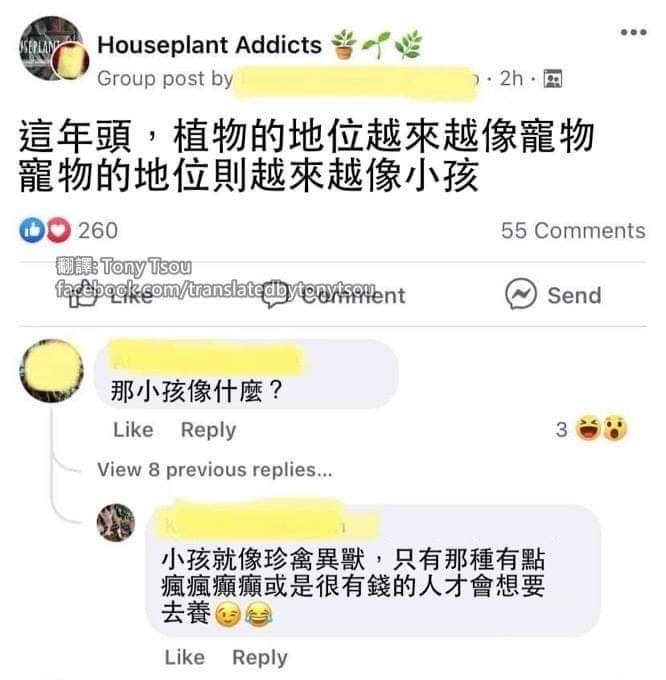 Houseplant Addicts 🪴🌱🌿
Group post by
· 2h ·
這年頭，植物的地位越來越像寵物
寵物的地位則越來越像小孩
260
55 Comments
翻譯: Tony Tsou
facebook.com/translatedbytonytsou
Like
Comment
Send
那小孩像什麼？
Like Reply
3 😆😮
View 8 previous replies...
小孩就像珍禽異獸，只有那種有點
瘋瘋癲癲或是很有錢的人才會想要
去養😉😂
Like Reply